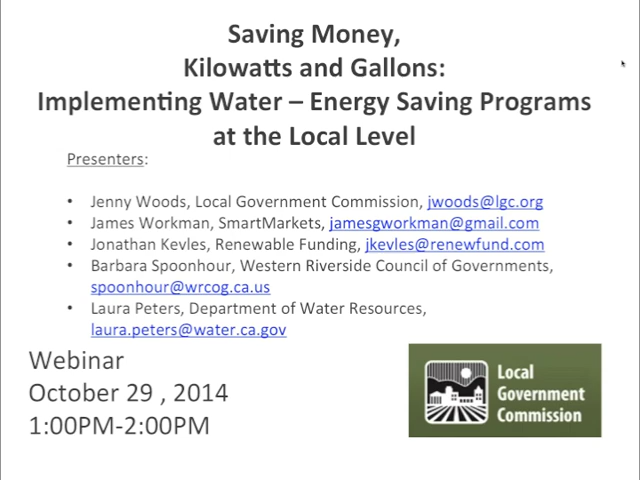 Saving Money,
Kilowatts and Gallons:
Implementing Water – Energy Saving Programs
at the Local Level
Presenters:
• Jenny Woods, Local Government Commission, jwoods@lgc.org
• James Workman, SmartMarkets, jamesgworkman@gmail.com
• Jonathan Kevles, Renewable Funding, jkevles@renewfund.com
• Barbara Spoonhour, Western Riverside Council of Governments,
spoonhour@wrcog.ca.us
• Laura Peters, Department of Water Resources,
laura.peters@water.ca.gov
Webinar
October 29 , 2014
1:00PM-2:00PM
Local
Government
Commission